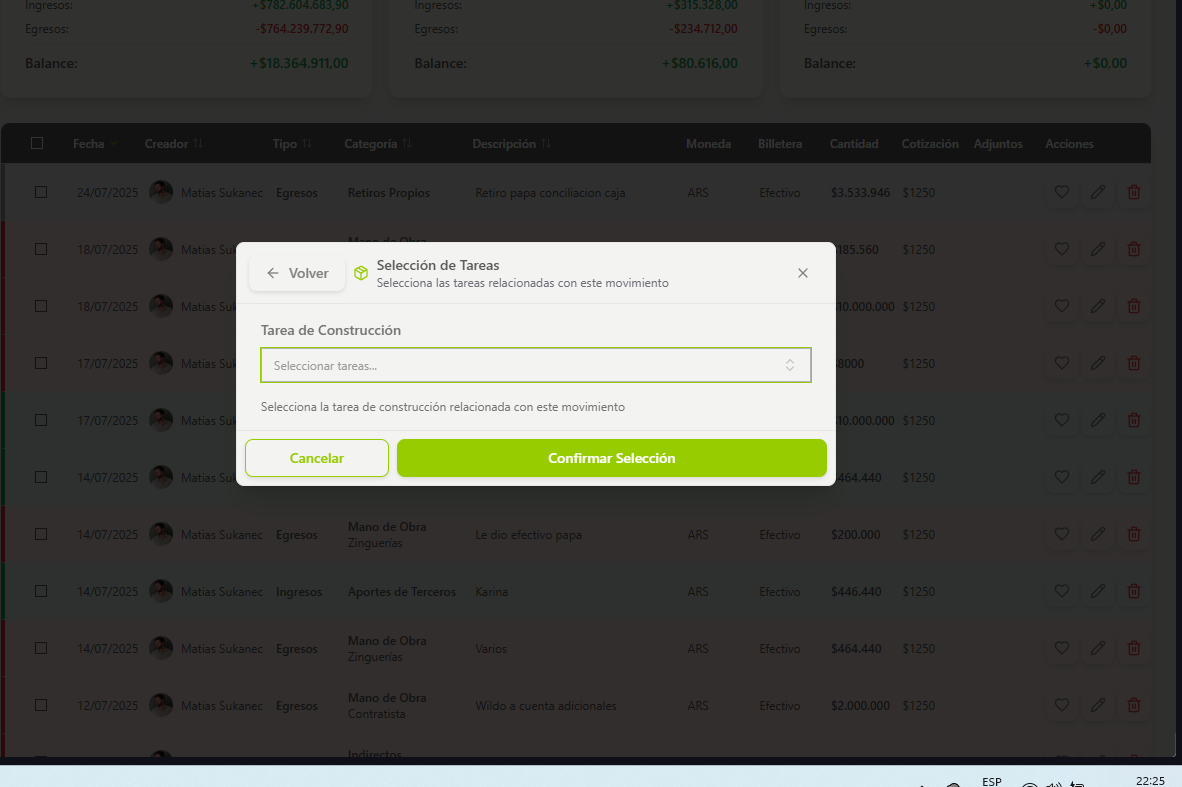 Ingresos: +$782.604.683,90 Ingresos: +$315.328,00 Ingresos: +$0,00
Egresos: -$764.239.772,90 Egresos: -$234.712,00 Egresos: -$0,00
Balance: +$18.364.911,00 Balance: +$80.616,00 Balance: +$0,00
Fecha Creador Tipo Categoría Descripción Moneda Billetera Cantidad Cotización Adjuntos Acciones
24/07/2025 Matias Sukanec Egresos Retiros Propios Retiro papa conciliacion caja ARS Efectivo $3.533.946 $1250
Mano de Obra
18/07/2025 Matias Suk 185.560 $1250
18/07/2025 Matias Suk 10.000.000 $1250
17/07/2025 Matias Suk 8000 $1250
17/07/2025 Matias Suk 10.000.000 $1250
14/07/2025 Matias Suk 464.440 $1250
Volver
Selección de Tareas
Selecciona las tareas relacionadas con este movimiento
Tarea de Construcción
Seleccionar tareas...
Selecciona la tarea de construcción relacionada con este movimiento
Cancelar Confirmar Selección
14/07/2025 Matias Sukanec Egresos Mano de Obra Le dio efectivo papa ARS Efectivo $200.000 $1250
Zinguerías
14/07/2025 Matias Sukanec Ingresos Aportes de Terceros Karina ARS Efectivo $446.440 $1250
14/07/2025 Matias Sukanec Egresos Mano de Obra Varios ARS Efectivo $464.440 $1250
Zinguerías
12/07/2025 Matias Sukanec Egresos Mano de Obra Wildo a cuenta adicionales ARS Efectivo $2.000.000 $1250
Contratista
Indirectos
ESP 22:25